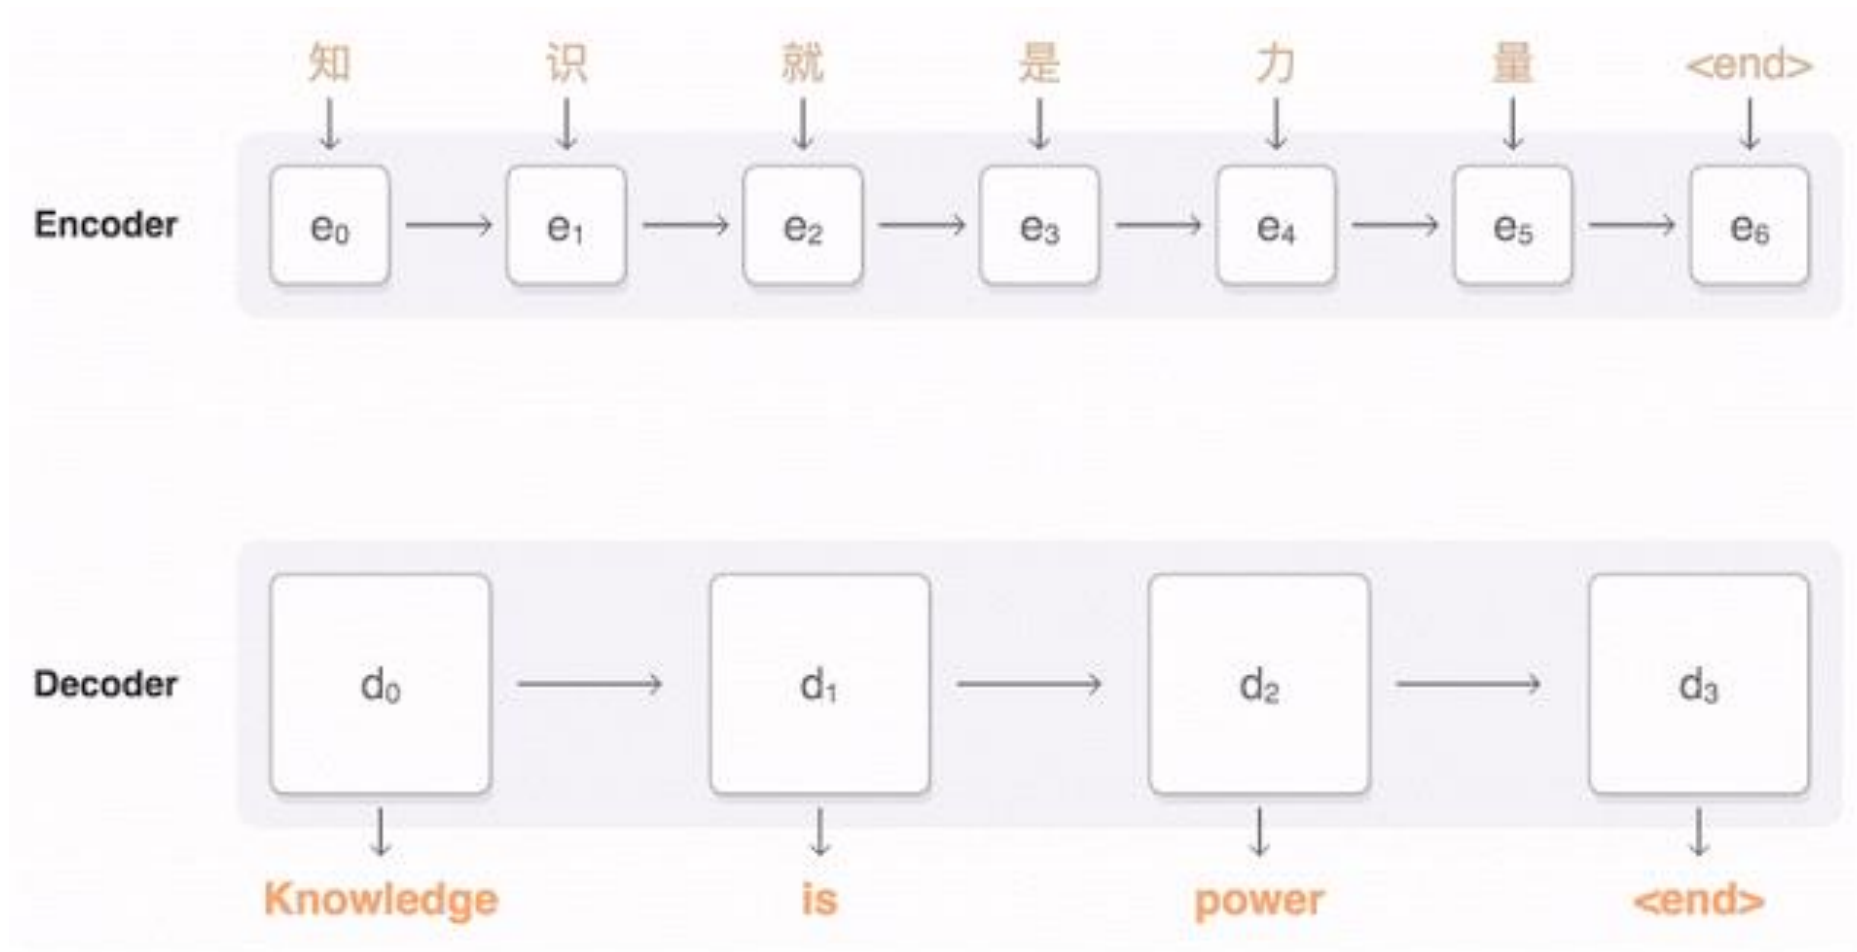 知 识 就 是 力 量 <end>
Encoder e₀ e₁ e₂ e₃ e₄ e₅ e₆
Decoder d₀ d₁ d₂ d₃
Knowledge is power <end>